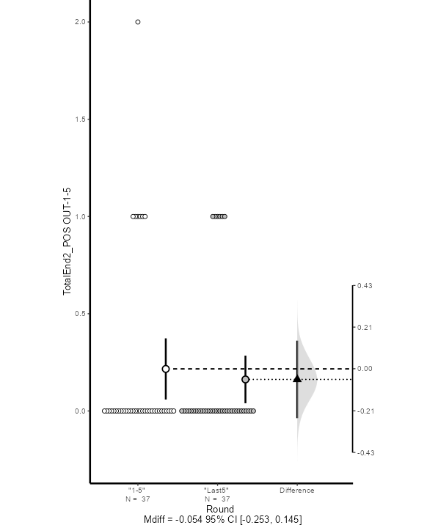 2.0
1.5
1.0
0.5
0.0
TotalEnd2_POS OUT-1-5
0.43
0.21
0.00
-0.21
-0.43
"1-5" "Last5" Difference
N = 37 N = 37
Round
Mdiff = -0.054 95% CI [-0.253, 0.145]